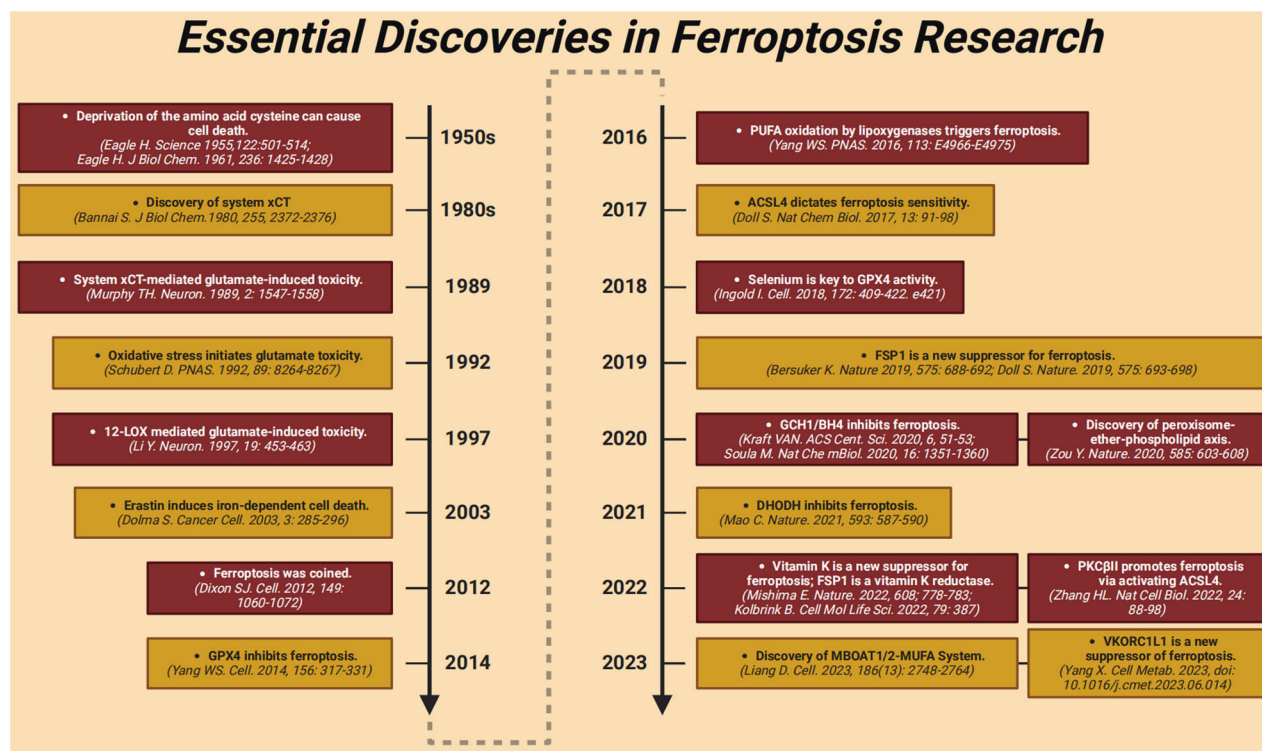 Essential Discoveries in Ferroptosis Research
• Deprivation of the amino acid cysteine can cause
cell death.
(Eagle H. Science 1955,122:501-514;
Eagle H. J Biol Chem. 1961, 236: 1425-1428)
1950s
• Discovery of system xCT
(Bannai S. J Biol Chem.1980, 255, 2372-2376)
1980s
• System xCT-mediated glutamate-induced toxicity.
(Murphy TH. Neuron. 1989, 2: 1547-1558)
1989
• Oxidative stress initiates glutamate toxicity.
(Schubert D. PNAS. 1992, 89: 8264-8267)
1992
• 12-LOX mediated glutamate-induced toxicity.
(Li Y. Neuron. 1997, 19: 453-463)
1997
• Erastin induces iron-dependent cell death.
(Dolma S. Cancer Cell. 2003, 3: 285-296)
2003
• Ferroptosis was coined.
(Dixon SJ. Cell. 2012, 149:
1060-1072)
2012
• GPX4 inhibits ferroptosis.
(Yang WS. Cell. 2014, 156: 317-331)
2014
2016
• PUFA oxidation by lipoxygenases triggers ferroptosis.
(Yang WS. PNAS. 2016, 113: E4966-E4975)
2017
• ACSL4 dictates ferroptosis sensitivity.
(Doll S. Nat Chem Biol. 2017, 13: 91-98)
2018
• Selenium is key to GPX4 activity.
(Ingold I. Cell. 2018, 172: 409-422. e421)
2019
• FSP1 is a new suppressor for ferroptosis.
(Bersuker K. Nature 2019, 575: 688-692; Doll S. Nature. 2019, 575: 693-698)
2020
• GCH1/BH4 inhibits ferroptosis.
(Kraft VAN. ACS Cent. Sci. 2020, 6, 51-53;
Soula M. Nat Che mBiol. 2020, 16: 1351-1360)
• Discovery of peroxisome-
ether-phospholipid axis.
(Zou Y. Nature. 2020, 585: 603-608)
2021
• DHODH inhibits ferroptosis.
(Mao C. Nature. 2021, 593: 587-590)
2022
• Vitamin K is a new suppressor for
ferroptosis; FSP1 is a vitamin K reductase.
(Mishima E. Nature. 2022, 608; 778-783;
Kolbrink B. Cell Mol Life Sci. 2022, 79: 387)
• PKCβII promotes ferroptosis
via activating ACSL4.
(Zhang HL. Nat Cell Biol. 2022, 24:
88-98)
2023
• Discovery of MBOAT1/2-MUFA System.
(Liang D. Cell. 2023, 186(13): 2748-2764)
• VKORC1L1 is a new
suppressor of ferroptosis.
(Yang X. Cell Metab. 2023, doi:
10.1016/j.cmet.2023.06.014)